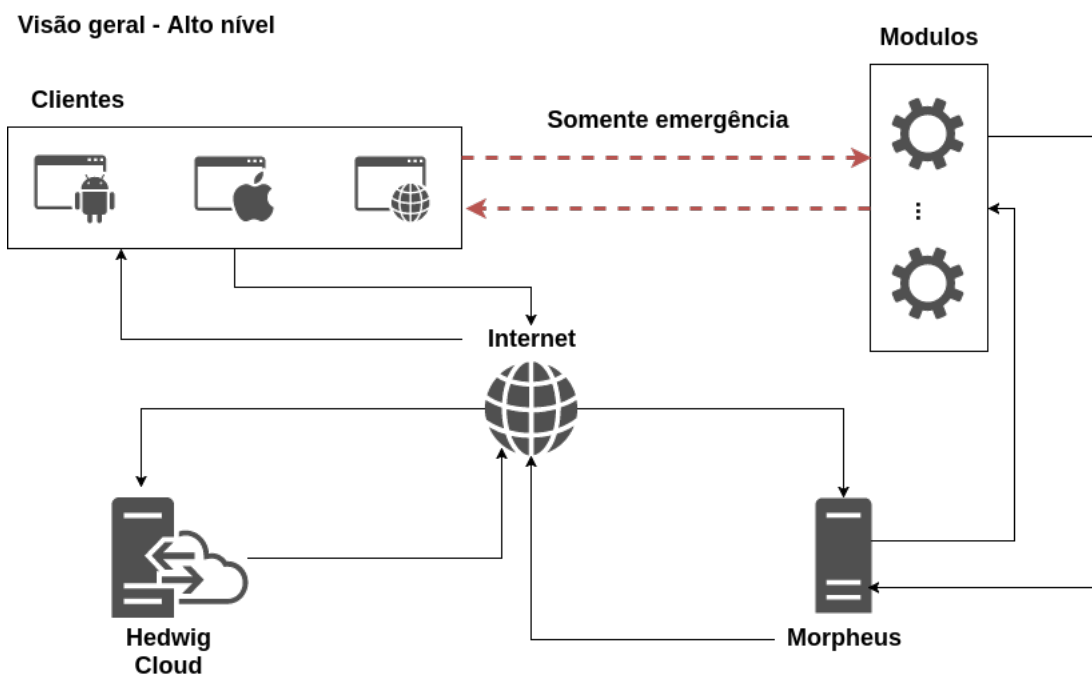 Visão geral - Alto nível
Modulos
Clientes
Somente emergência
...
Internet
Hedwig
Cloud
Morpheus